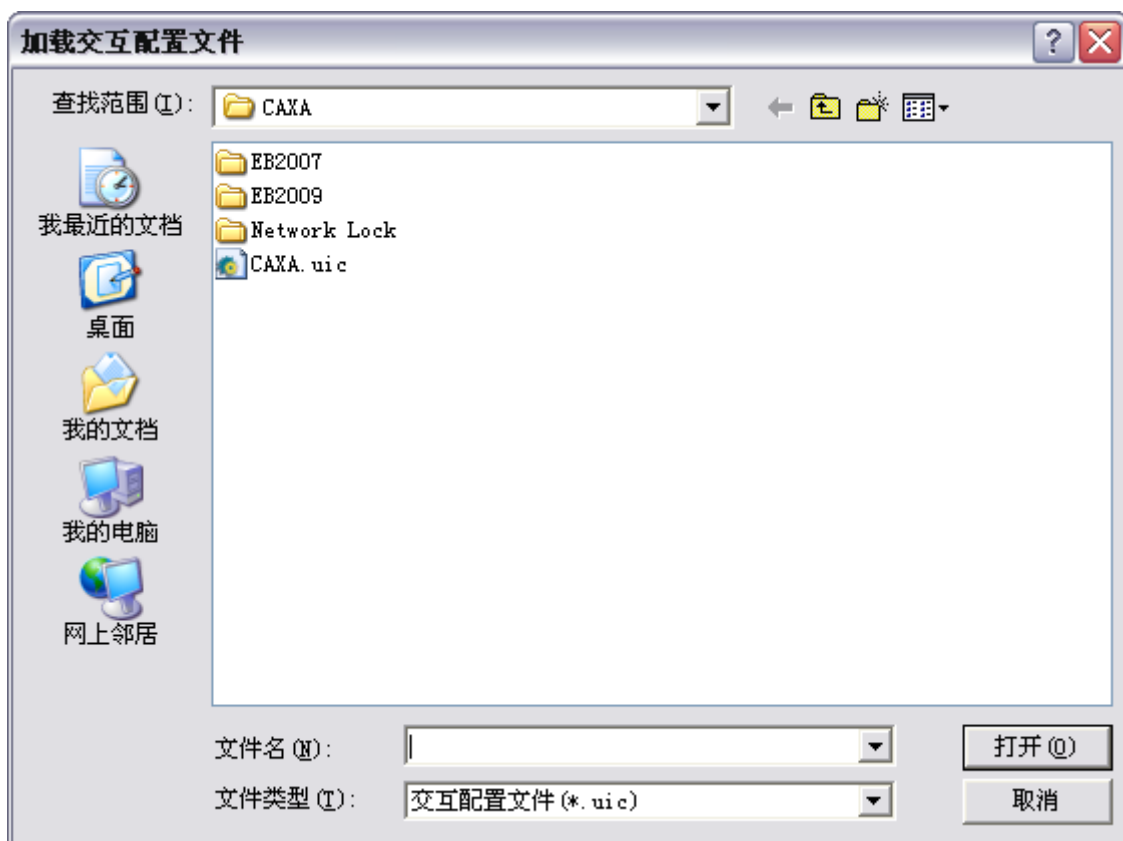 加载交互配置文件
查找范围(I):
CAXA
EB2007
EB2009
Network Lock
CAXA.uic
我最近的文档
桌面
我的文档
我的电脑
网上邻居
文件名(N):
打开(O)
文件类型(T):
交互配置文件(*.uic)
取消